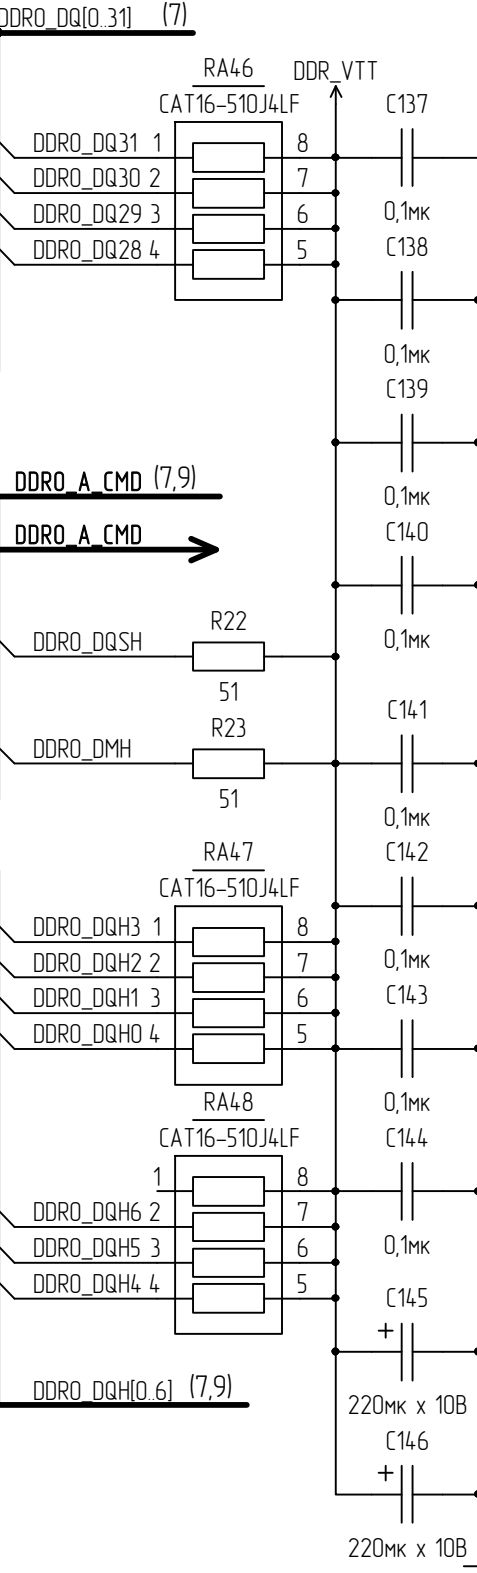 DDR0_DQ[0..31] (7)
RA46 DDR_VTT
CAT16-510J4LF C137
DDR0_DQ31 1 8
DDR0_DQ30 2 7
DDR0_DQ29 3 6 0,1мк
DDR0_DQ28 4 5 C138
0,1мк
C139
DDR0_A_CMD (7,9)
0,1мк
DDR0_A_CMD C140
R22
DDR0_DQSH 0,1мк
51
R23 C141
DDR0_DMH
51
0,1мк
RA47 C142
CAT16-510J4LF
DDR0_DQH3 1 8
DDR0_DQH2 2 7 0,1мк
DDR0_DQH1 3 6 C143
DDR0_DQH0 4 5
RA48 0,1мк
CAT16-510J4LF C144
1 8
DDR0_DQH6 2 7
DDR0_DQH5 3 6 0,1мк
DDR0_DQH4 4 5
C145
+
DDR0_DQH[0..6] (7,9)
220мк х 10В
C146
+
220мк х 10В